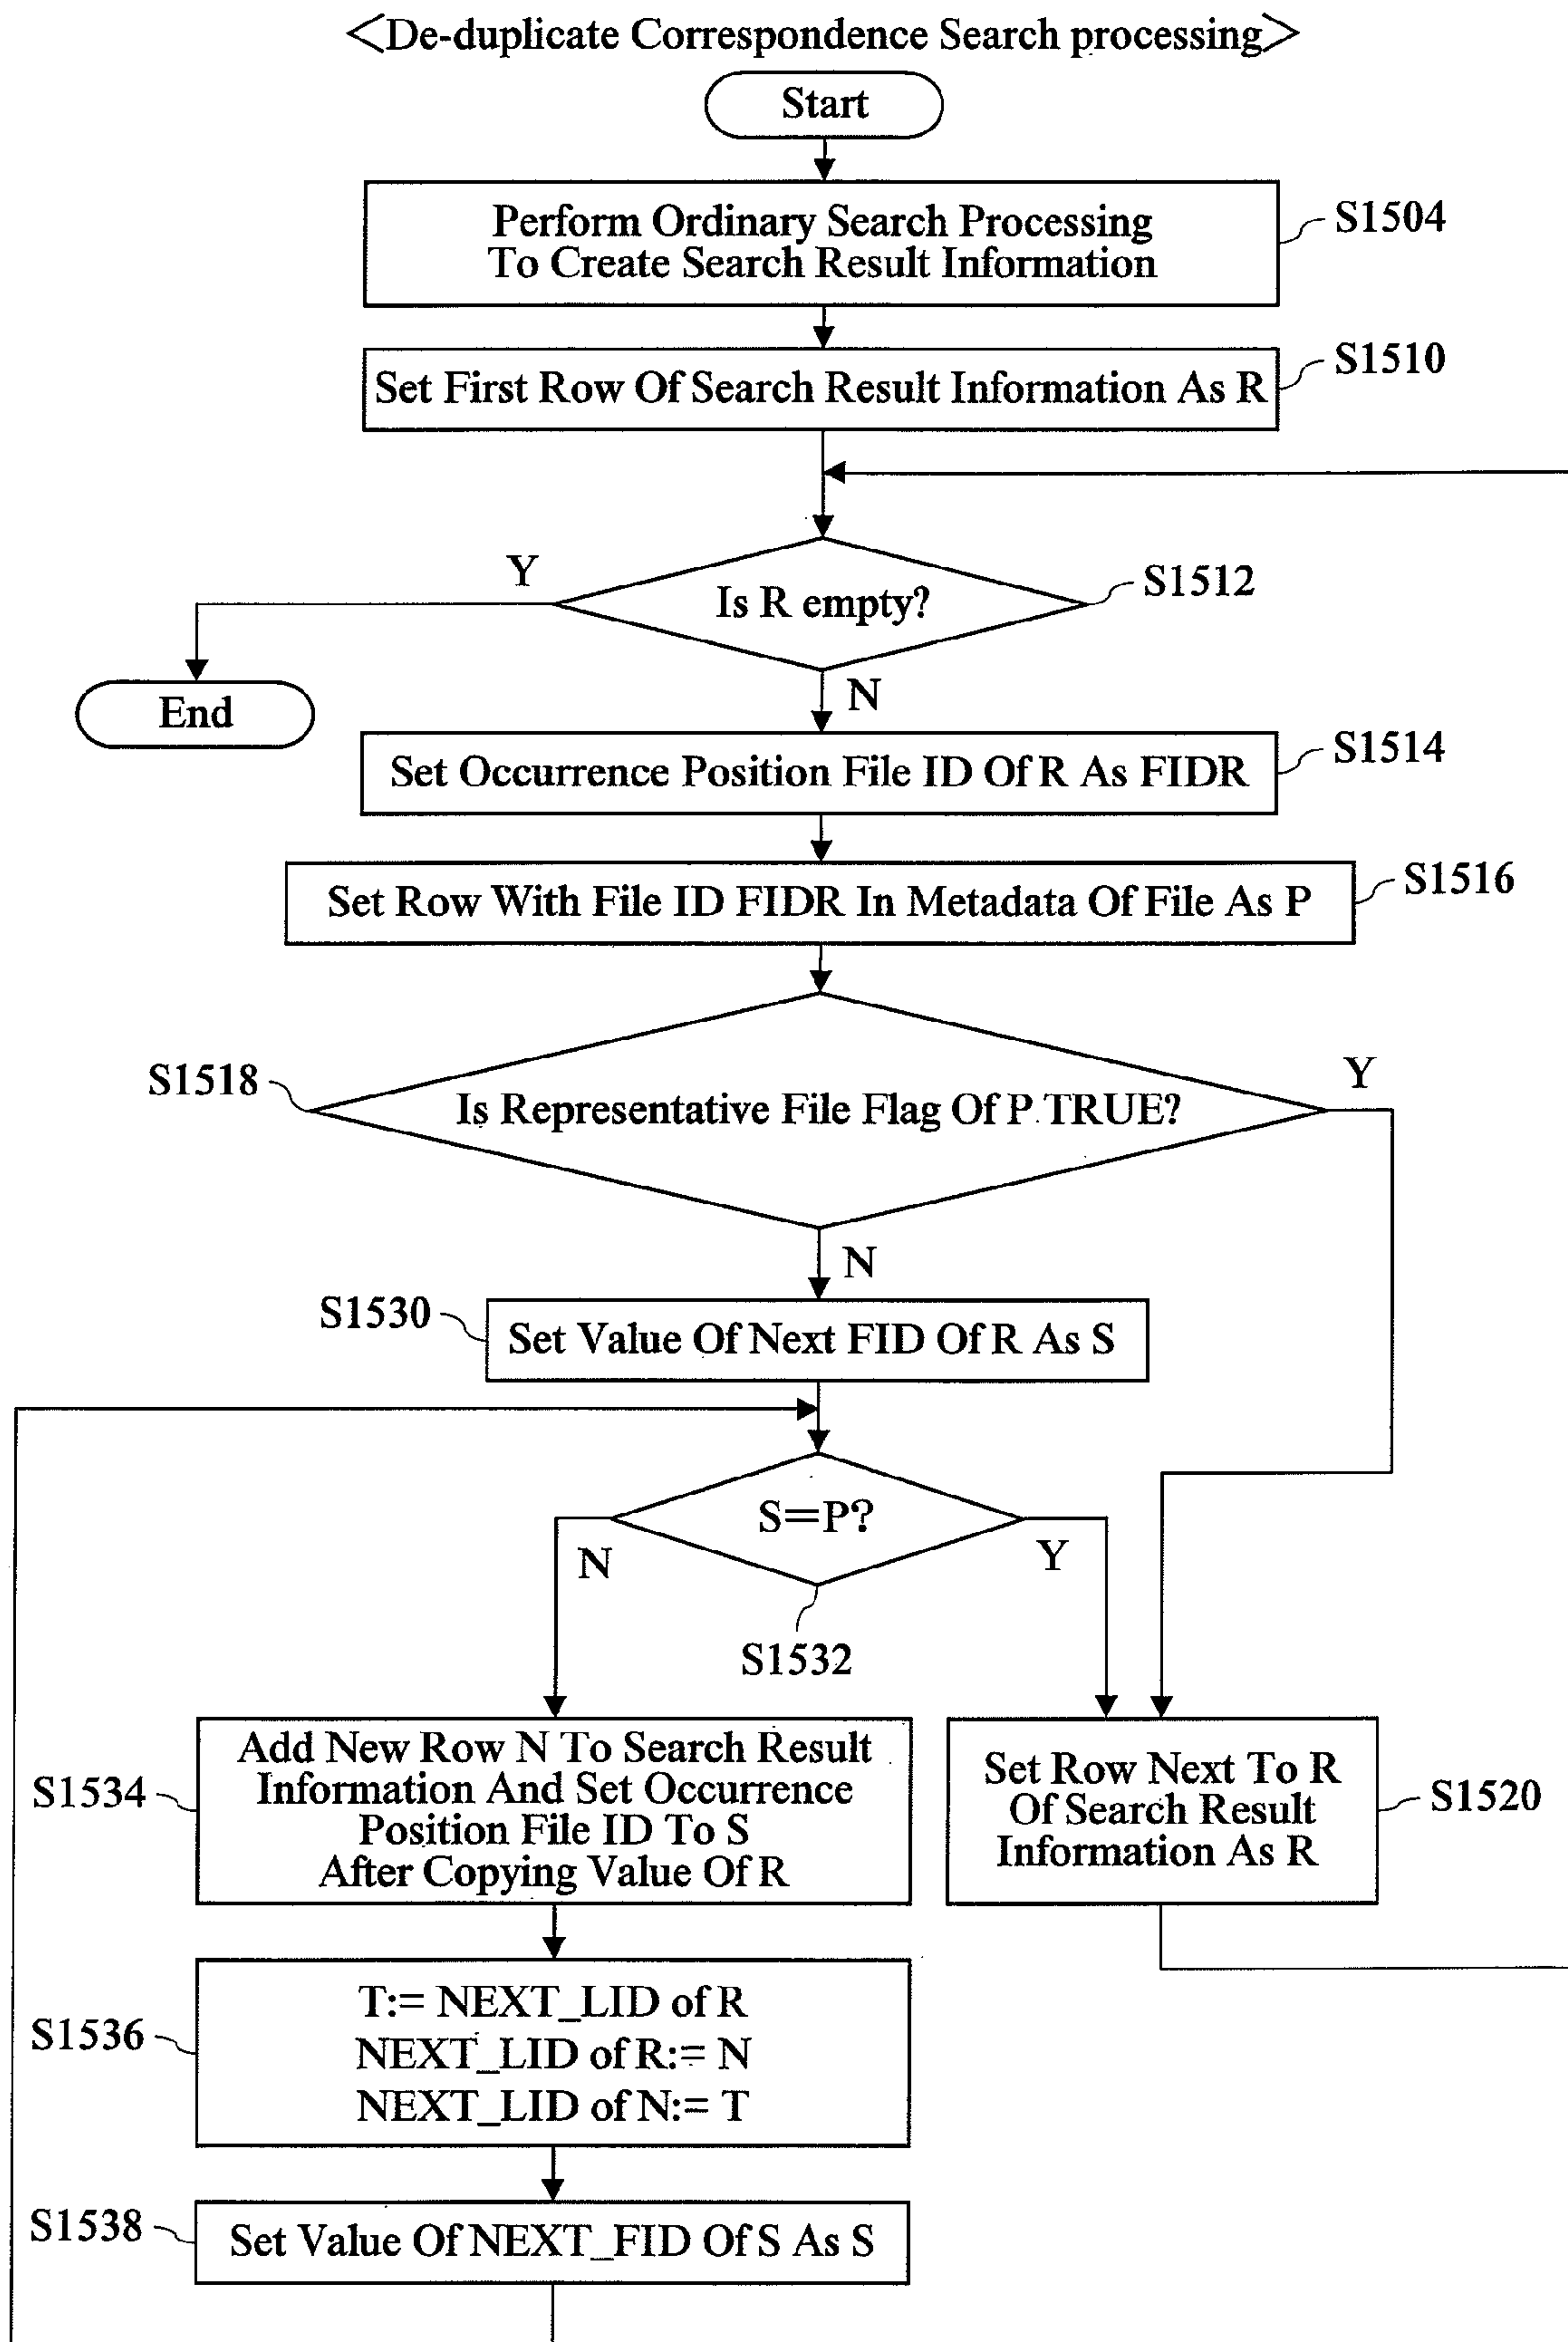 <De-duplicate Correspondence Search processing>
Start
Perform Ordinary Search Processing
To Create Search Result Information
S1504
Set First Row Of Search Result Information As R
S1510
Is R empty?
S1512
Y
N
End
Set Occurrence Position File ID Of R As FIDR
S1514
Set Row With File ID FIDR In Metadata Of File As P
S1516
Is Representative File Flag Of P TRUE?
S1518
Y
N
Set Value Of Next FID Of R As S
S1530
S=P?
N
Y
S1532
Add New Row N To Search Result
Information And Set Occurrence
Position File ID To S
After Copying Value Of R
S1534
Set Row Next To R
Of Search Result
Information As R
S1520
T:= NEXT_LID of R
NEXT_LID of R:= N
NEXT_LID of N:= T
S1536
Set Value Of NEXT_FID Of S As S
S1538